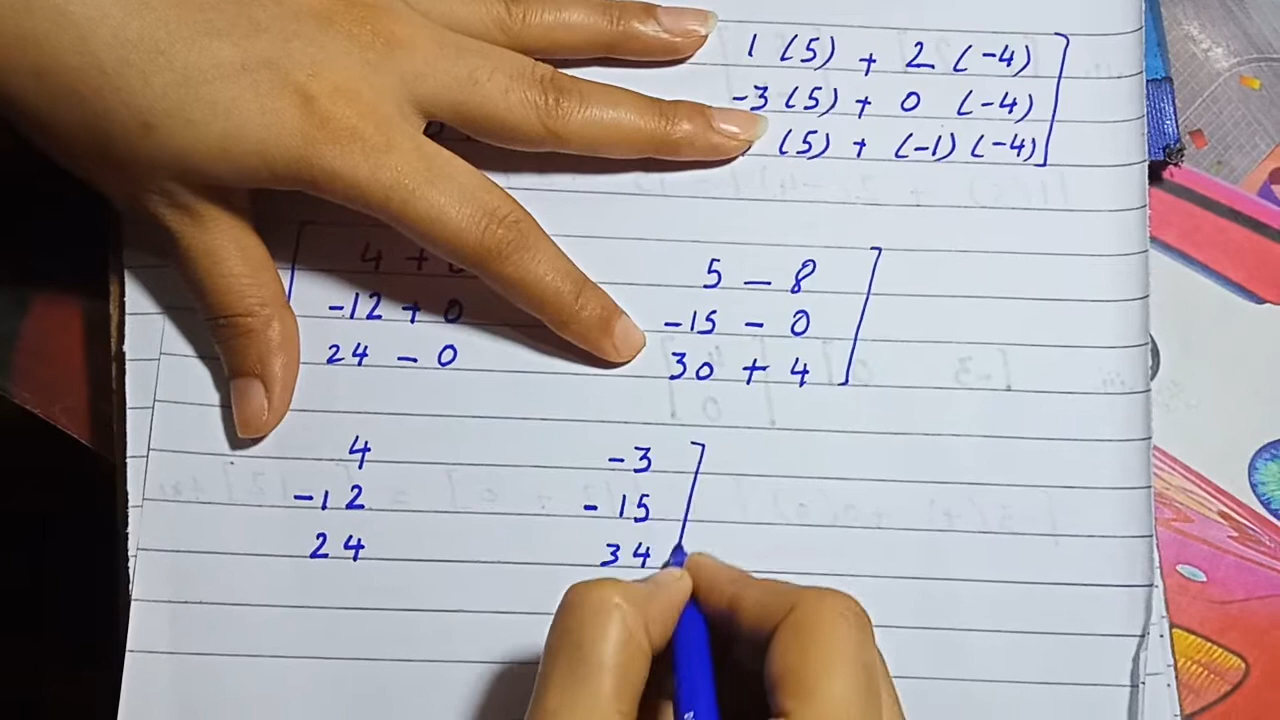 1 (5) + 2 (-4)
-3 (5) + 0 (-4)
(5) + (-1) (-4)
4 + 5 - 8
-12 + 0 -15 - 0
24 - 0 30 + 4
4 -3
-12 -15
24 34